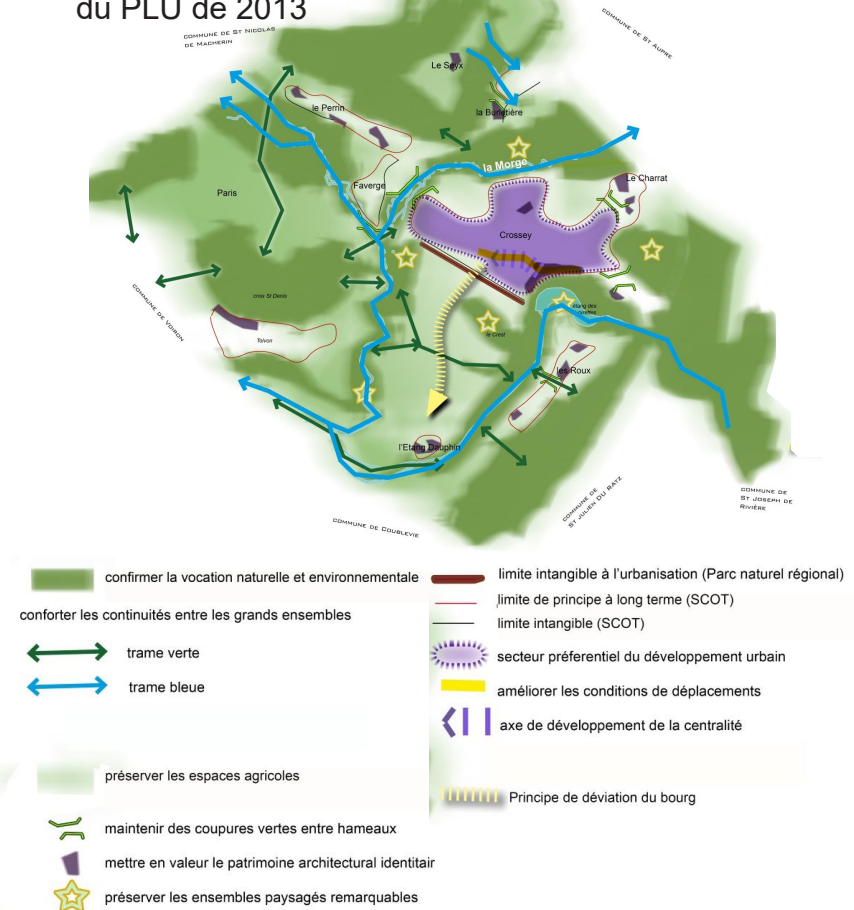 du PLU de 2013
COMMUNE DE ST NICOLAS
DE MACHERIN
COMMUNE DE ST AUPRE
Le Seyx
la Buriotière
le Perrin
la Morge
Faverge
Le Charrat
Paris
Crossey
croix St Denis
étang des
COMMUNE DE VOIRON
Tolvon
le Crest
les Roux
l'Etang Dauphin
COMMUNE DE COUBLEVIE
COMMUNE DE
ST JULIEN DU RATZ
COMMUNE DE
ST JOSEPH DE
RIVIÈRE
confirmer la vocation naturelle et environnementale
conforter les continuités entre les grands ensembles
trame verte
trame bleue
préserver les espaces agricoles
maintenir des coupures vertes entre hameaux
mettre en valeur le patrimoine architectural identitair
préserver les ensembles paysagés remarquables
limite intangible à l'urbanisation (Parc naturel régional)
limite de principe à long terme (SCOT)
limite intangible (SCOT)
secteur préferentiel du développement urbain
améliorer les conditions de déplacements
axe de développement de la centralité
Principe de déviation du bourg